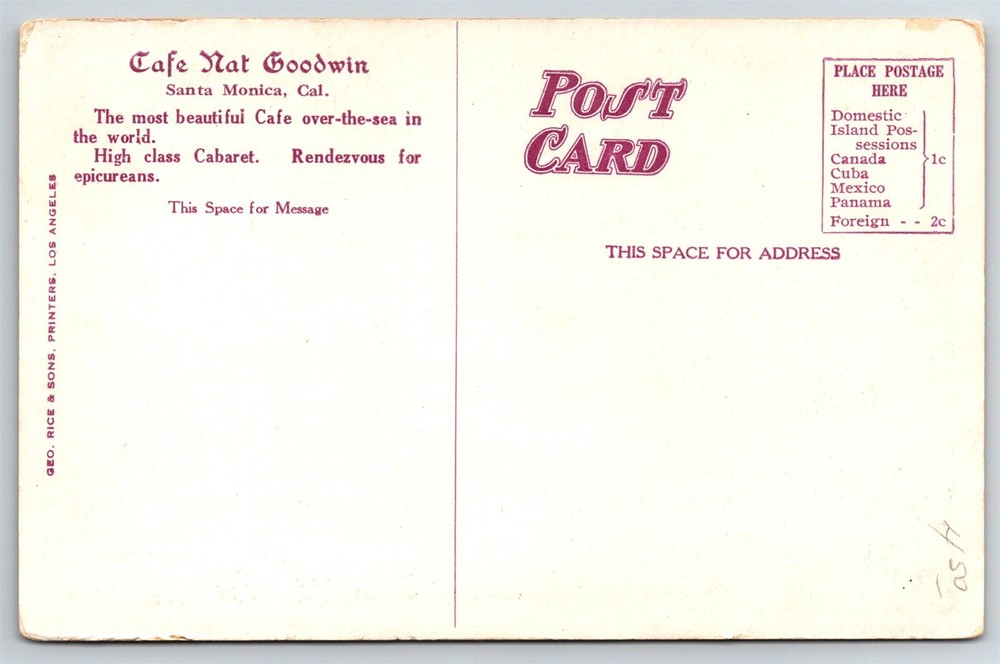 Cafe Nat Goodwin
Santa Monica, Cal.
The most beautiful Cafe over-the-sea in
the world.
High class Cabaret. Rendezvous for
epicureans.
This Space for Message
GEO. RICE & SONS, PRINTERS, LOS ANGELES
POST
CARD
PLACE POSTAGE
HERE
Domestic
Island Pos-
sessions
Canada
Cuba
Mexico
Panama
1c
Foreign - - 2c
THIS SPACE FOR ADDRESS